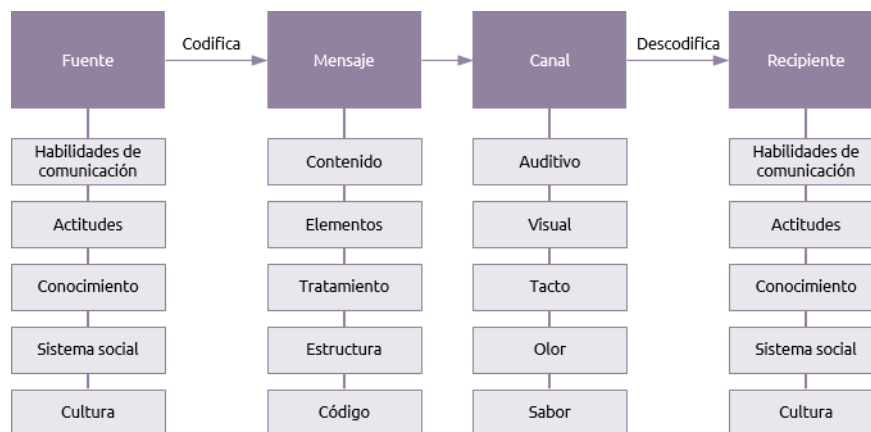 Fuente
Codifica
Mensaje
Canal
Descodifica
Recipiente
Habilidades de
comunicación
Actitudes
Conocimiento
Sistema social
Cultura
Contenido
Elementos
Tratamiento
Estructura
Código
Auditivo
Visual
Tacto
Olor
Sabor
Habilidades de
comunicación
Actitudes
Conocimiento
Sistema social
Cultura